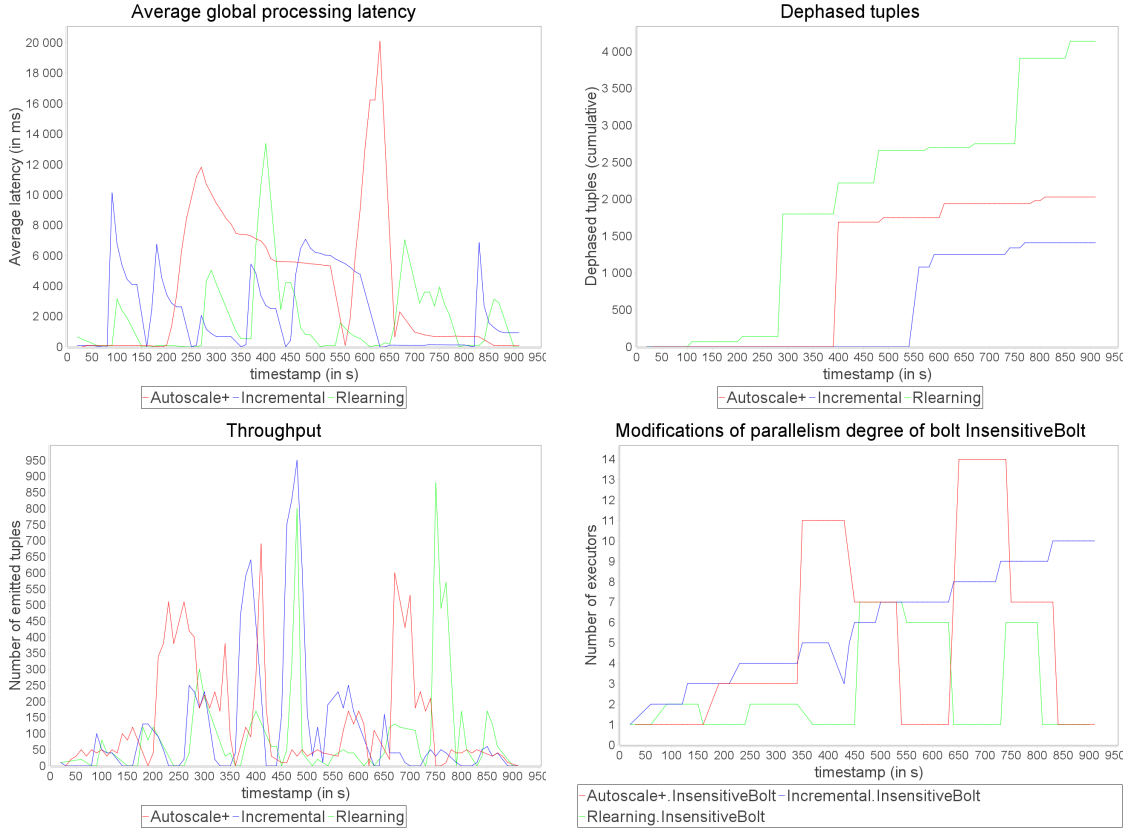 Average global processing latency
Average latency (in ms)
20 000
18 000
16 000
14 000
12 000
10 000
8 000
6 000
4 000
2 000
0
0 50 100 150 200 250 300 350 400 450 500 550 600 650 700 750 800 850 900 950
timestamp (in s)
Autoscale+ Incremental Rlearning
Dephased tuples
Dephased tuples (cumulative)
4 000
3 500
3 000
2 500
2 000
1 500
1 000
500
0
0 50 100 150 200 250 300 350 400 450 500 550 600 650 700 750 800 850 900 950
timestamp (in s)
Autoscale+ Incremental Rlearning
Throughput
Number of emitted tuples
950
900
850
800
750
700
650
600
550
500
450
400
350
300
250
200
150
100
50
0
0 50 100 150 200 250 300 350 400 450 500 550 600 650 700 750 800 850 900 950
timestamp (in s)
Autoscale+ Incremental Rlearning
Modifications of parallelism degree of bolt InsensitiveBolt
Number of executors
14
13
12
11
10
9
8
7
6
5
4
3
2
1
0
0 50 100 150 200 250 300 350 400 450 500 550 600 650 700 750 800 850 900 950
timestamp (in s)
Autoscale+.InsensitiveBolt Incremental.InsensitiveBolt
Rlearning.InsensitiveBolt